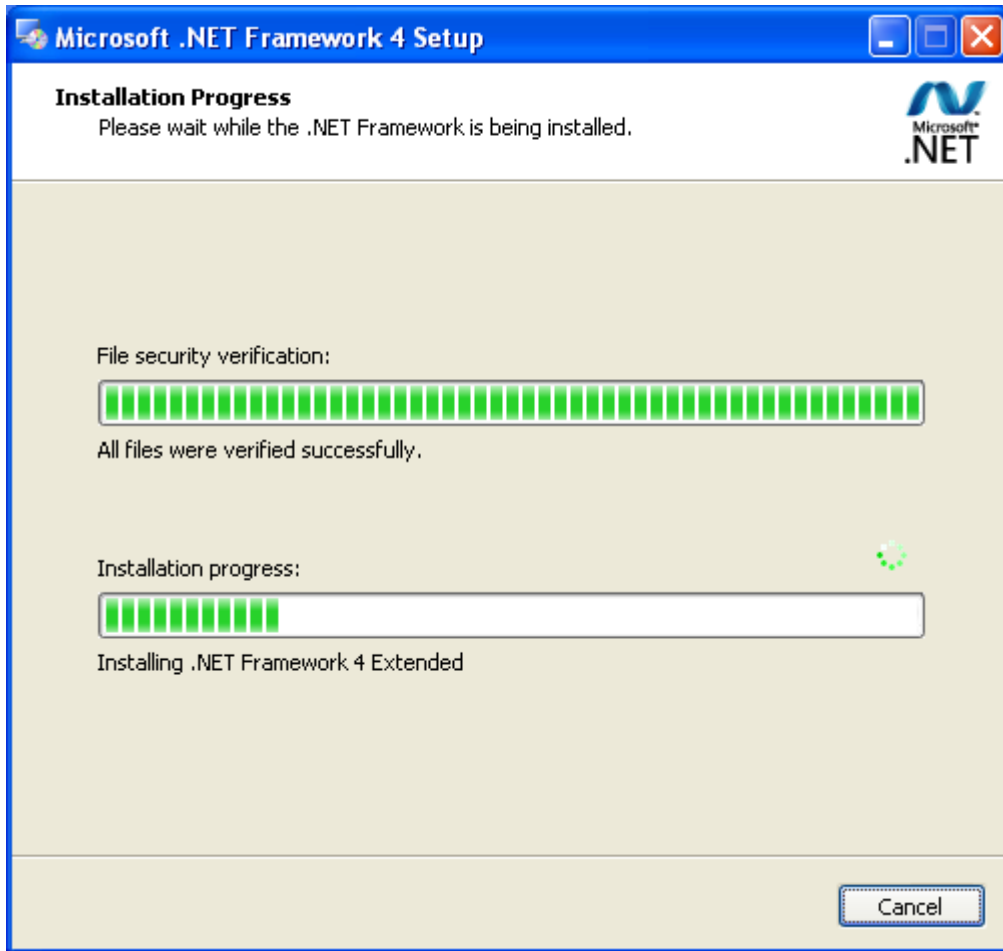 Microsoft .NET Framework 4 Setup
Installation Progress
Please wait while the .NET Framework is being installed.
Microsoft®
.NET
File security verification:
All files were verified successfully.
Installation progress:
Installing .NET Framework 4 Extended
Cancel